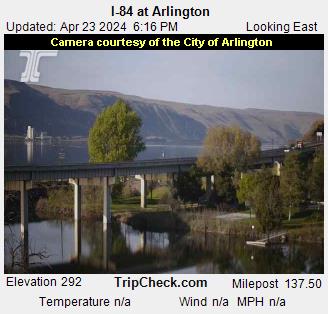 I-84 at Arlington
Updated: Apr 23 2024 6:16 PM Looking East
Camera courtesy of the City of Arlington
Elevation 292 TripCheck.com Milepost 137.50
Temperature n/a Wind n/a MPH n/a